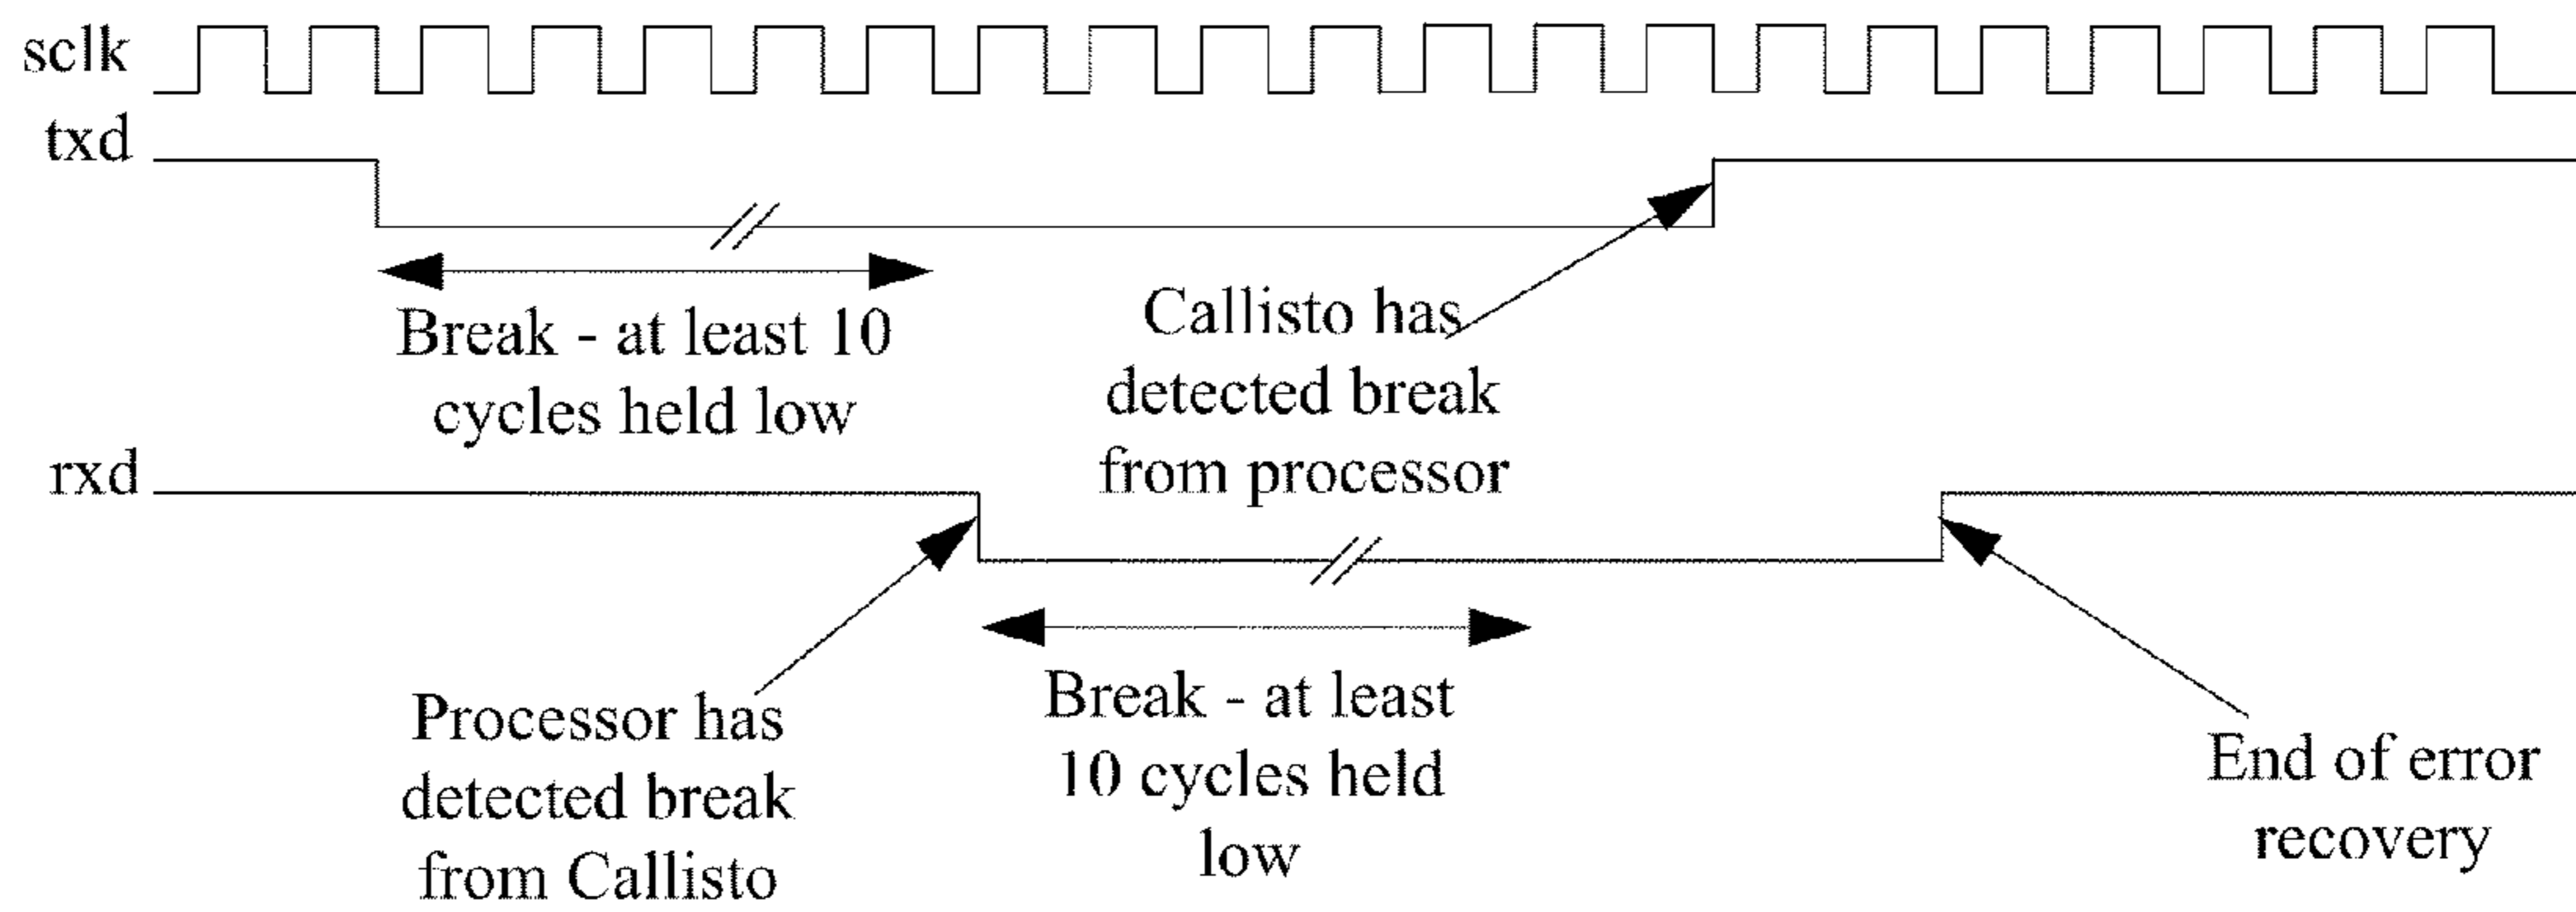 sclk
txd
Break - at least 10
cycles held low
Callisto has
detected break
from processor
rxd
Processor has
detected break
from Callisto
Break - at least
10 cycles held
low
End of error
recovery